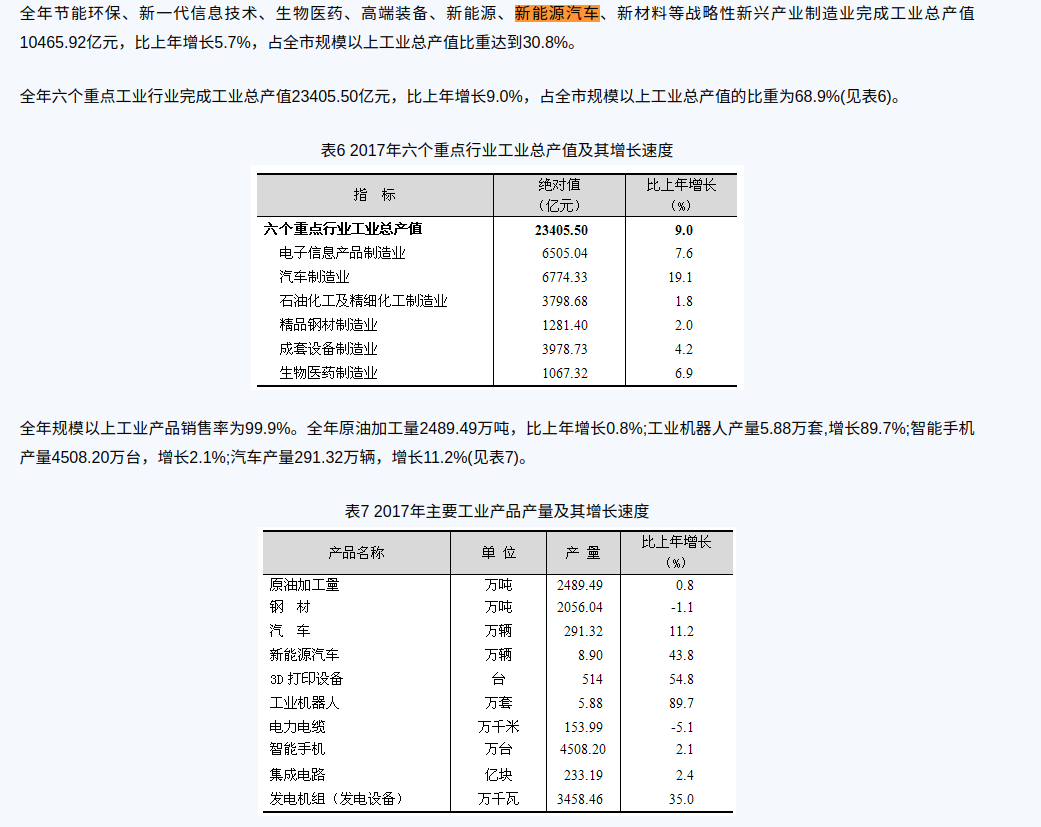 全年节能环保、新一代信息技术、生物医药、高端装备、新能源、新能源汽车、新材料等战略性新兴产业制造业完成工业总产值
10465.92亿元，比上年增长5.7%，占全市规模以上工业总产值比重达到30.8%。
全年六个重点工业行业完成工业总产值23405.50亿元，比上年增长9.0%，占全市规模以上工业总产值的比重为68.9%(见表6)。
表6 2017年六个重点行业工业总产值及其增长速度
指 标 绝对值（亿元） 比上年增长（%）
六个重点行业工业总产值 23405.50 9.0
电子信息产品制造业 6505.04 7.6
汽车制造业 6774.33 19.1
石油化工及精细化工制造业 3798.68 1.8
精品钢材制造业 1281.40 2.0
成套设备制造业 3978.73 4.2
生物医药制造业 1067.32 6.9
全年规模以上工业产品销售率为99.9%。全年原油加工量2489.49万吨，比上年增长0.8%;工业机器人产量5.88万套,增长89.7%;智能手机
产量4508.20万台，增长2.1%;汽车产量291.32万辆，增长11.2%(见表7)。
表7 2017年主要工业产品产量及其增长速度
产品名称 单 位 产 量 比上年增长（%）
原油加工量 万吨 2489.49 0.8
钢 材 万吨 2056.04 -1.1
汽 车 万辆 291.32 11.2
新能源汽车 万辆 8.90 43.8
3D 打印设备 台 514 54.8
工业机器人 万套 5.88 89.7
电力电缆 万千米 153.99 -5.1
智能手机 万台 4508.20 2.1
集成电路 亿块 233.19 2.4
发电机组（发电设备） 万千瓦 3458.46 35.0